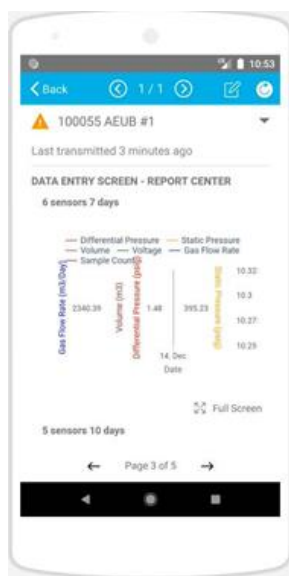 10:53
Back 1 / 1
100055 AEUB #1
Last transmitted 3 minutes ago
DATA ENTRY SCREEN - REPORT CENTER
6 sensors 7 days
Differential Pressure Static Pressure
Volume Voltage Gas Flow Rate
Sample Count
Gas Flow Rate (m3/Day)
2340.39
Volume (m3)
Differential Pressure (psig)
1.48
395.23
Static Pressure (psig)
10.32
10.3
10.27
14. Dec
Date
Full Screen
5 sensors 10 days
Page 3 of 5